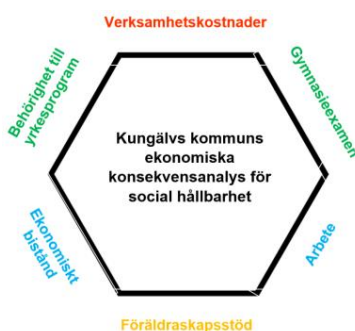 Verksamhetskostnader
Behörighet till
yrkesprogram
Gymnasieexamen
Kungälvs kommuns
ekonomiska
konsekvensanalys för
social hållbarhet
Ekonomiskt
bistånd
Arbete
Föräldraskapsstöd